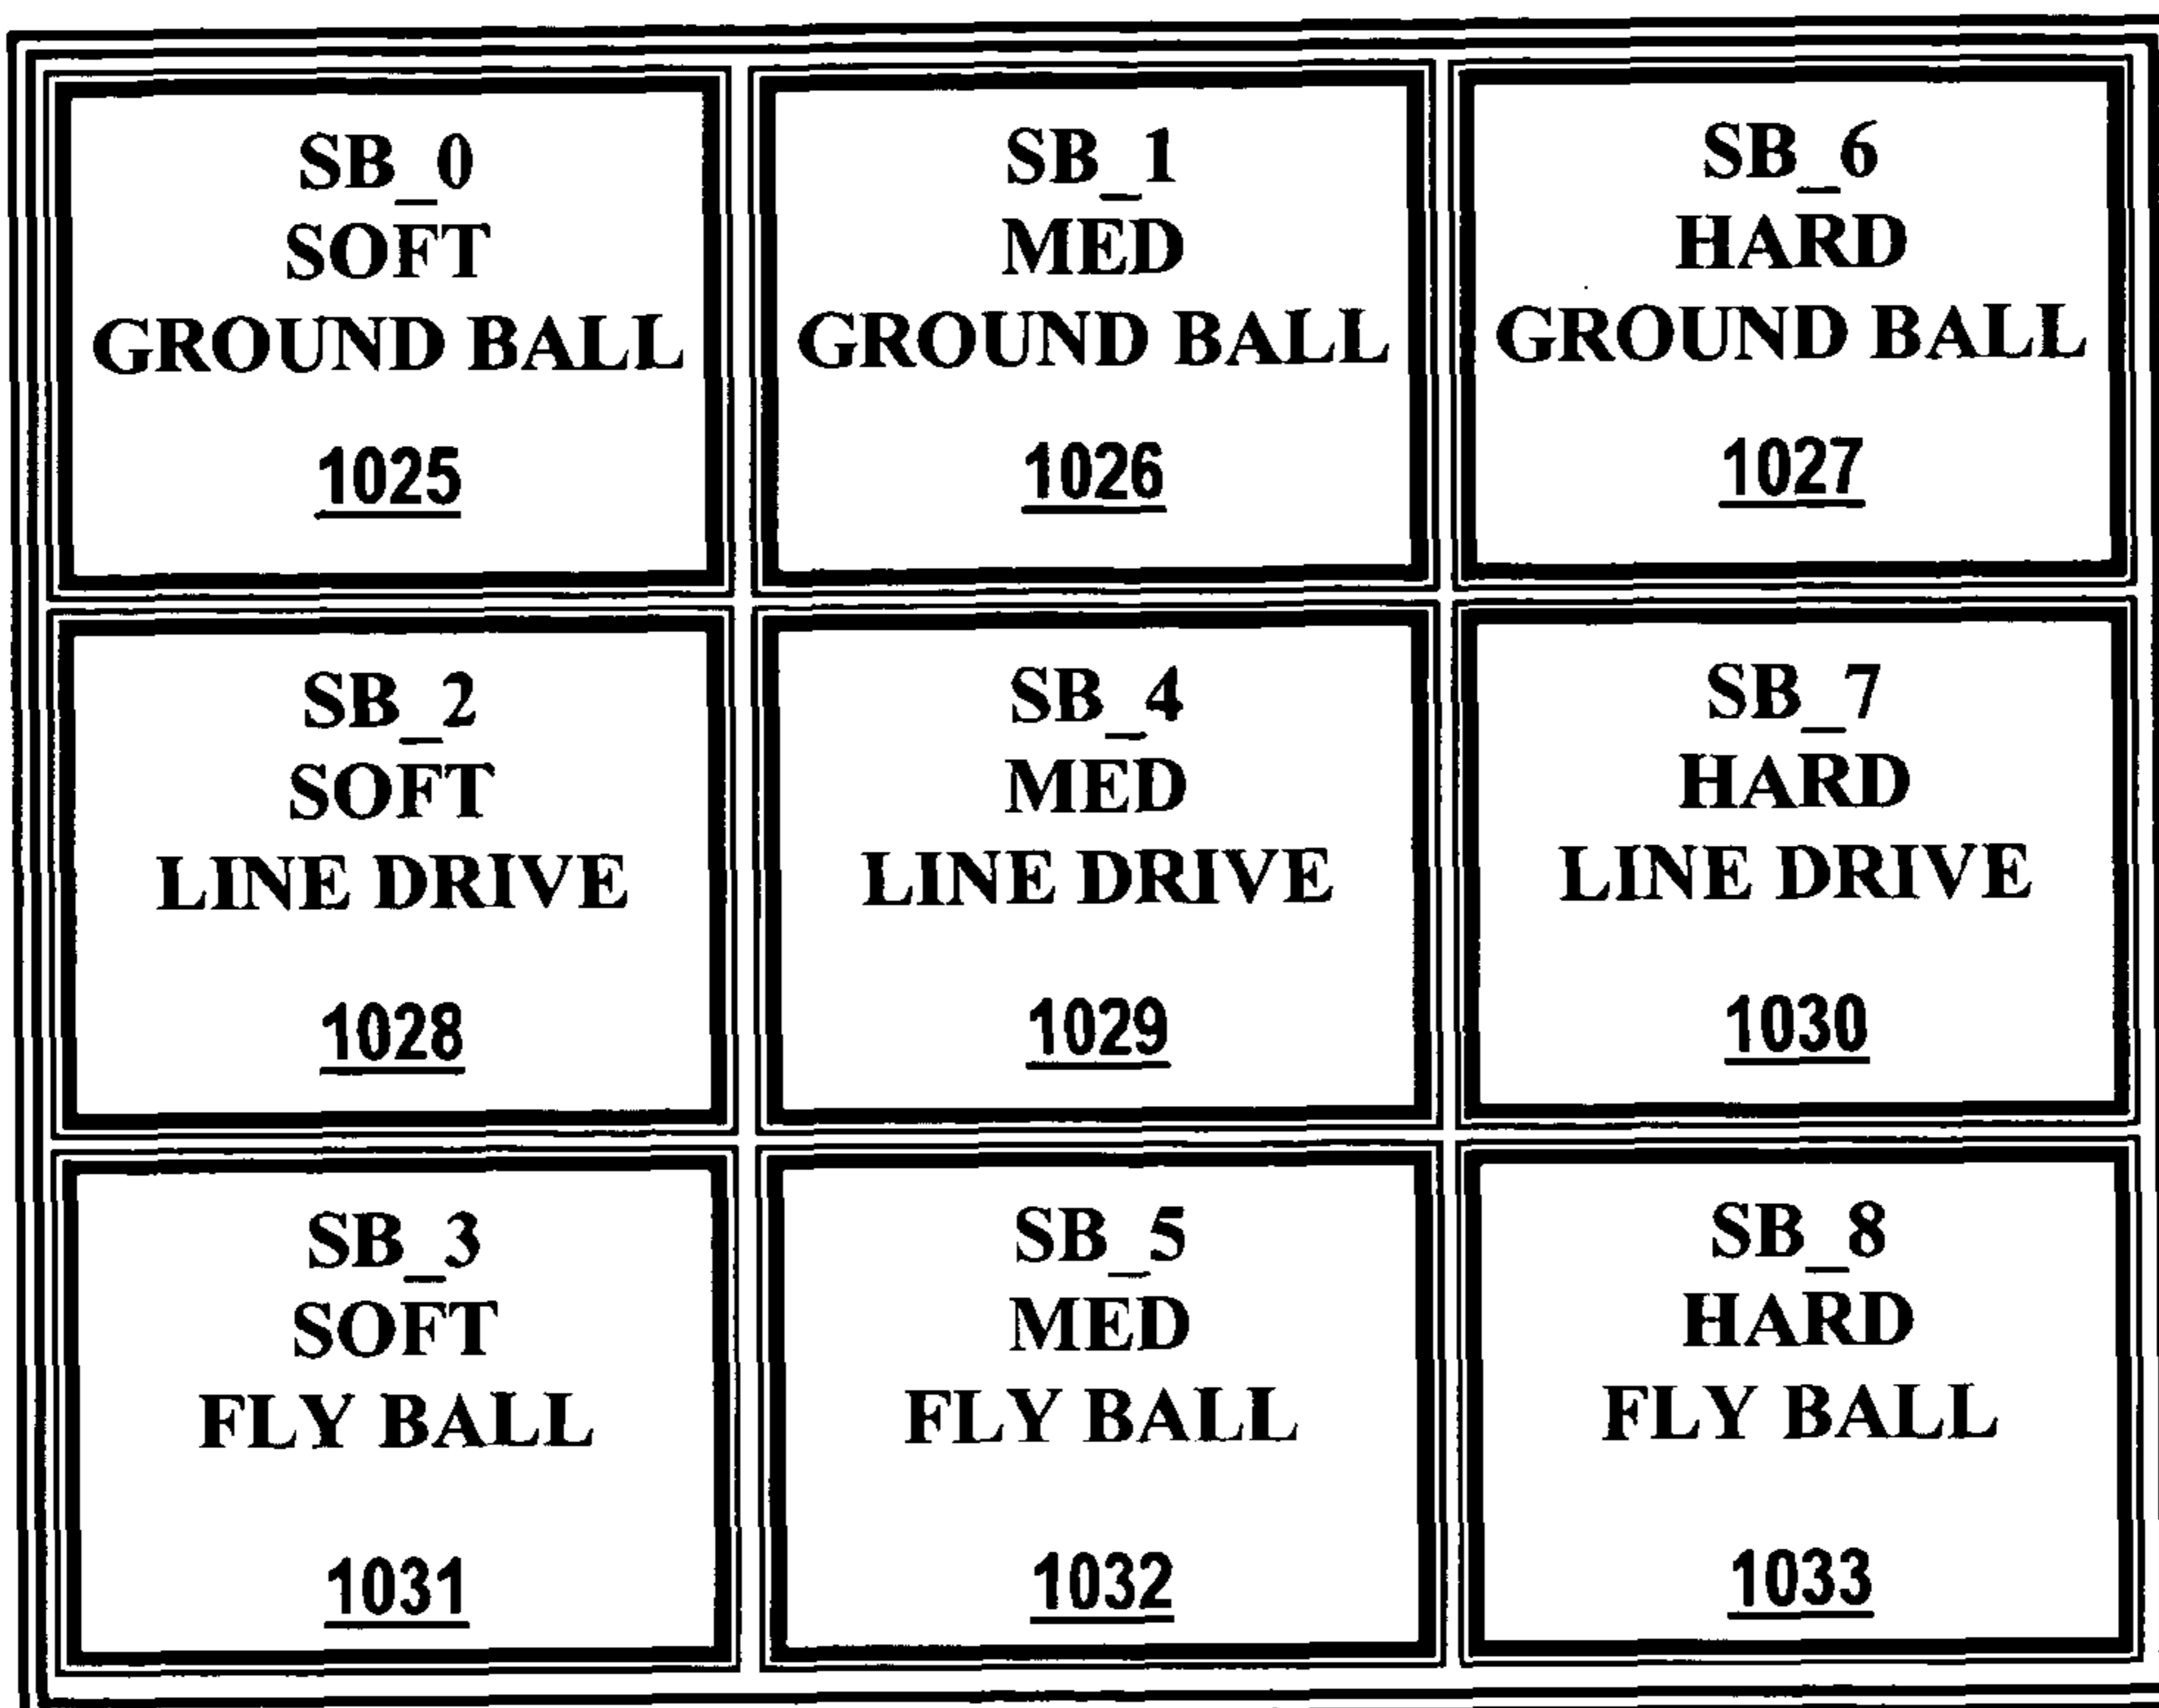 SB_0
SOFT
GROUND BALL
1025
SB_1
MED
GROUND BALL
1026
SB_6
HARD
GROUND BALL
1027
SB_2
SOFT
LINE DRIVE
1028
SB_4
MED
LINE DRIVE
1029
SB_7
HARD
LINE DRIVE
1030
SB_3
SOFT
FLY BALL
1031
SB_5
MED
FLY BALL
1032
SB_8
HARD
FLY BALL
1033